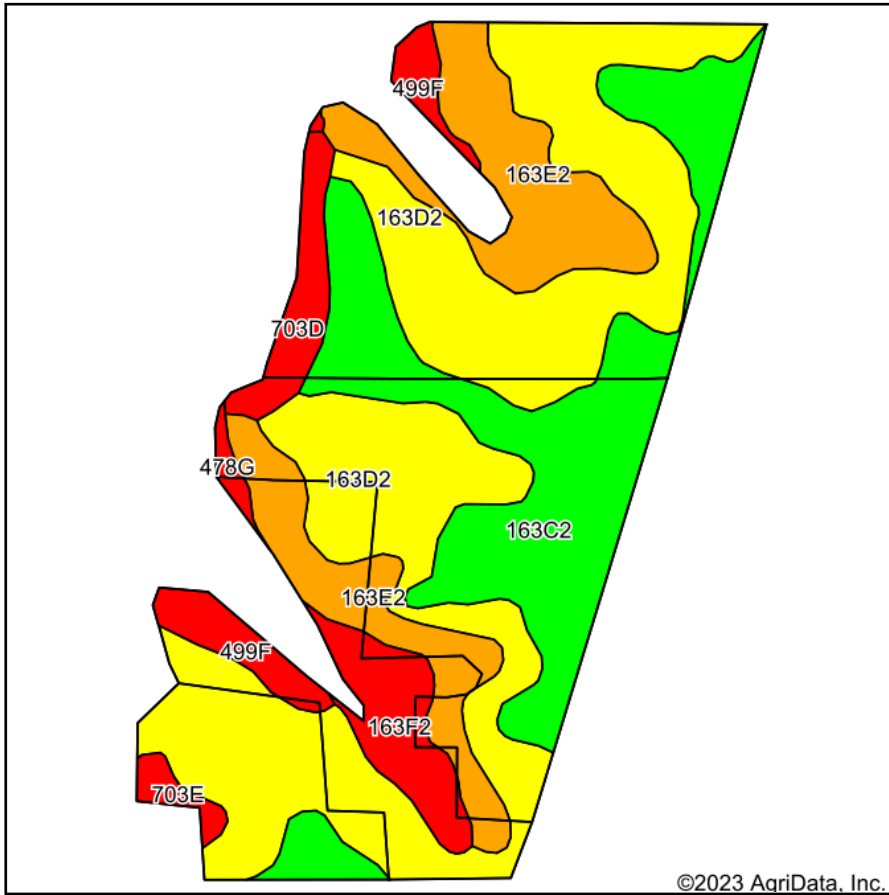 499F
163E2
163D2
703D
478G
163D2
163C2
163E2
499F
163F2
703E
©2023 AgriData, Inc.